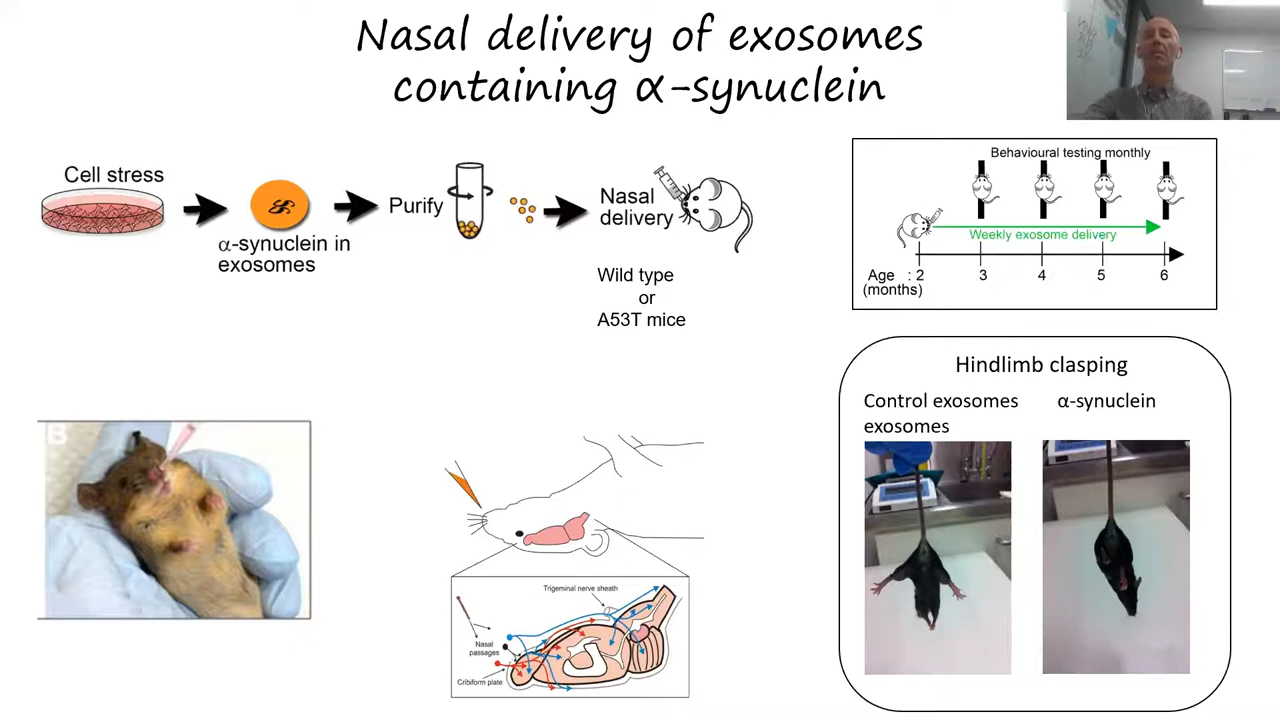 Nasal delivery of exosomes
containing α-synuclein
Cell stress
α-synuclein in
exosomes
Purify
Nasal
delivery
Wild type
or
A53T mice
Behavioural testing monthly
Weekly exosome delivery
Age : 2 3 4 5 6
(months)
B
Trigeminal nerve sheath
Nasal
passages
Cribiform plate
Hindlimb clasping
Control exosomes α-synuclein
exosomes